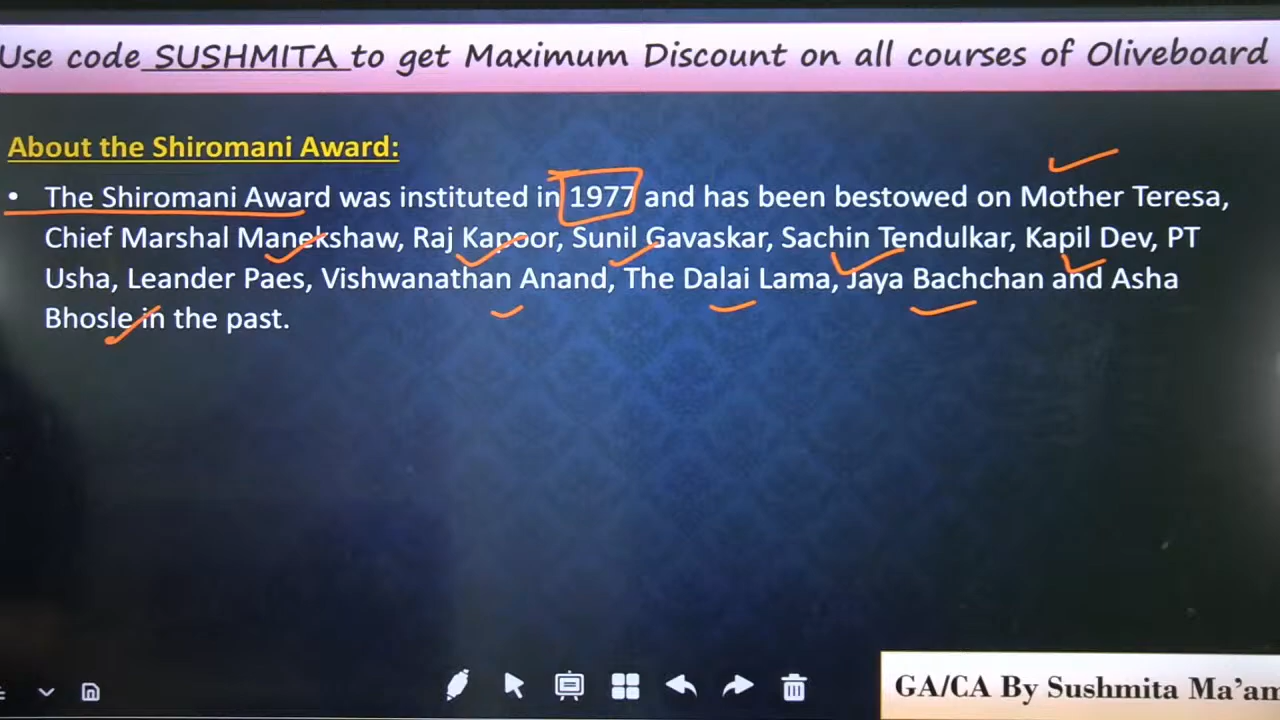 Use code SUSHMITA to get Maximum Discount on all courses of Oliveboard
About the Shiromani Award:
• The Shiromani Award was instituted in 1977 and has been bestowed on Mother Teresa,
Chief Marshal Manekshaw, Raj Kapoor, Sunil Gavaskar, Sachin Tendulkar, Kapil Dev, PT
Usha, Leander Paes, Vishwanathan Anand, The Dalai Lama, Jaya Bachchan and Asha
Bhosle in the past.
GA/CA By Sushmita Ma'am